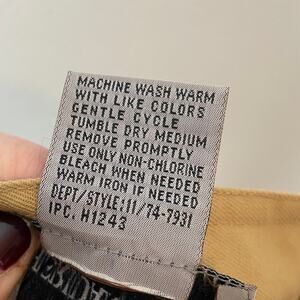 MACHINE WASH WARM
WITH LIKE COLORS
GENTLE CYCLE
TUMBLE DRY MEDIUM
REMOVE PROMPTLY
USE ONLY NON-CHLORINE
BLEACH WHEN NEEDED
WARM IRON IF NEEDED
DEPT/STYLE:11/74-7931
IPC. H1243